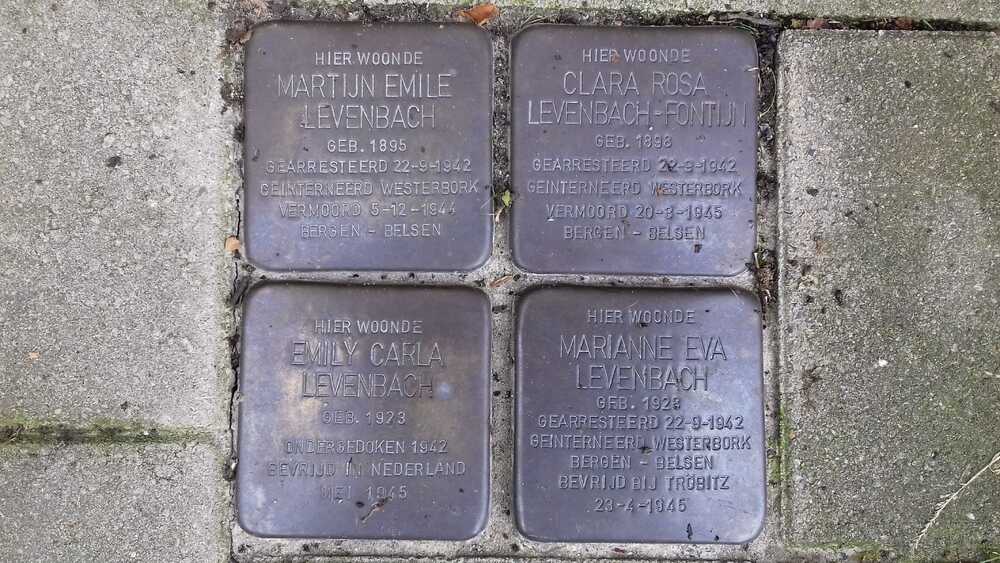 HIER WOONDE
MARTIJN EMILE
LEVENBACH
GEB. 1895
GEARRESTEERD 22-9-1942
GEINTERNEERD WESTERBORK
VERMOORD 5-12-1944
BERGEN - BELSEN
HIER WOONDE
CLARA ROSA
LEVENBACH-FONTIJN
GEB. 1898
GEARRESTEERD 22-9-1942
GEINTERNEERD WESTERBORK
VERMOORD 20-3-1945
BERGEN - BELSEN
HIER WOONDE
EMILY CARLA
LEVENBACH
GEB. 1923
ONDERGEDOKEN 1942
BEVRIJD IN NEDERLAND
MEI 1945
HIER WOONDE
MARIANNE EVA
LEVENBACH
GEB. 1928
GEARRESTEERD 22-9-1942
GEINTERNEERD WESTERBORK
BERGEN - BELSEN
BEVRIJD BIJ TRÖBITZ
23-4-1945